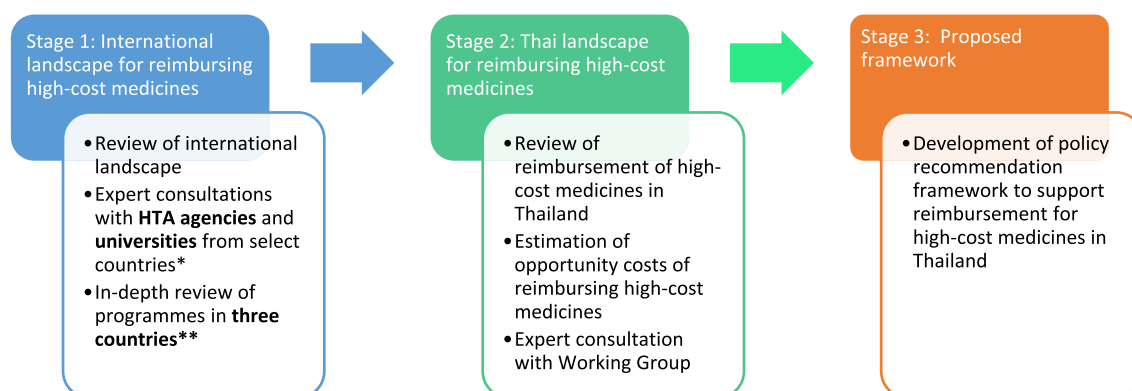 Stage 1: International
landscape for reimbursing
high-cost medicines
•Review of international
landscape
•Expert consultations
with HTA agencies and
universities from select
countries*
•In-depth review of
programmes in three
countries**
Stage 2: Thai landscape
for reimbursing high-cost
medicines
•Review of
reimbursement of high-
cost medicines in
Thailand
•Estimation of
opportunity costs of
reimbursing high-cost
medicines
•Expert consultation
with Working Group
Stage 3:  Proposed
framework
•Development of policy
recommendation
framework to support
reimbursement for
high-cost medicines in
Thailand